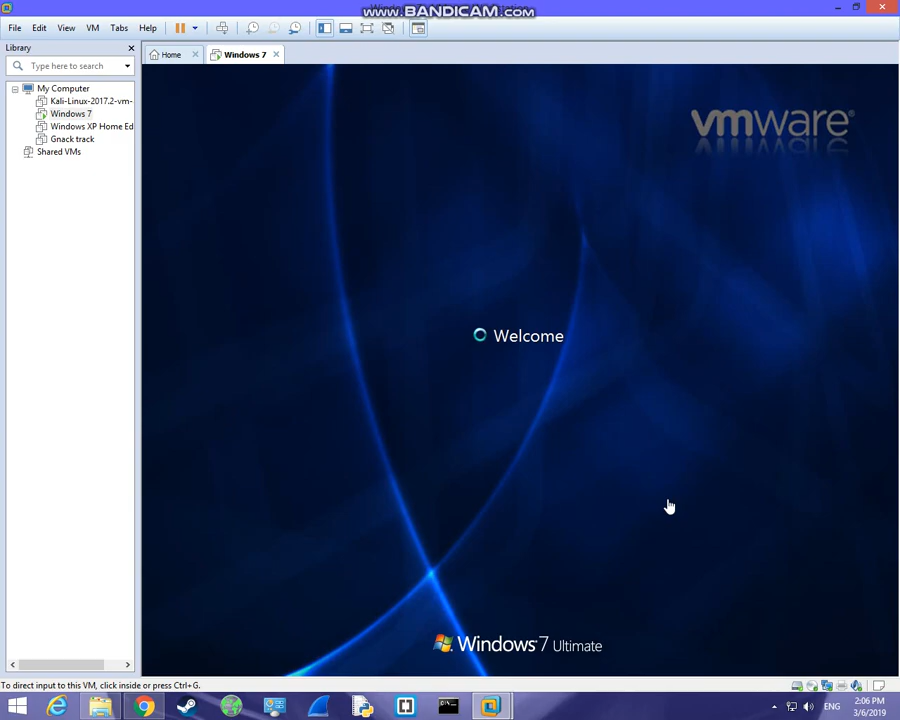 www.BANDICAM.com
File Edit View VM Tabs Help
Library
Home
Windows 7
Type here to search
My Computer
Kali-Linux-2017.2-vm-
Windows 7
Windows XP Home Ed
Gnack track
Shared VMs
vmware®
Welcome
Windows 7 Ultimate
To direct input to this VM, click inside or press Ctrl+G.
ENG
2:06 PM
3/6/2019